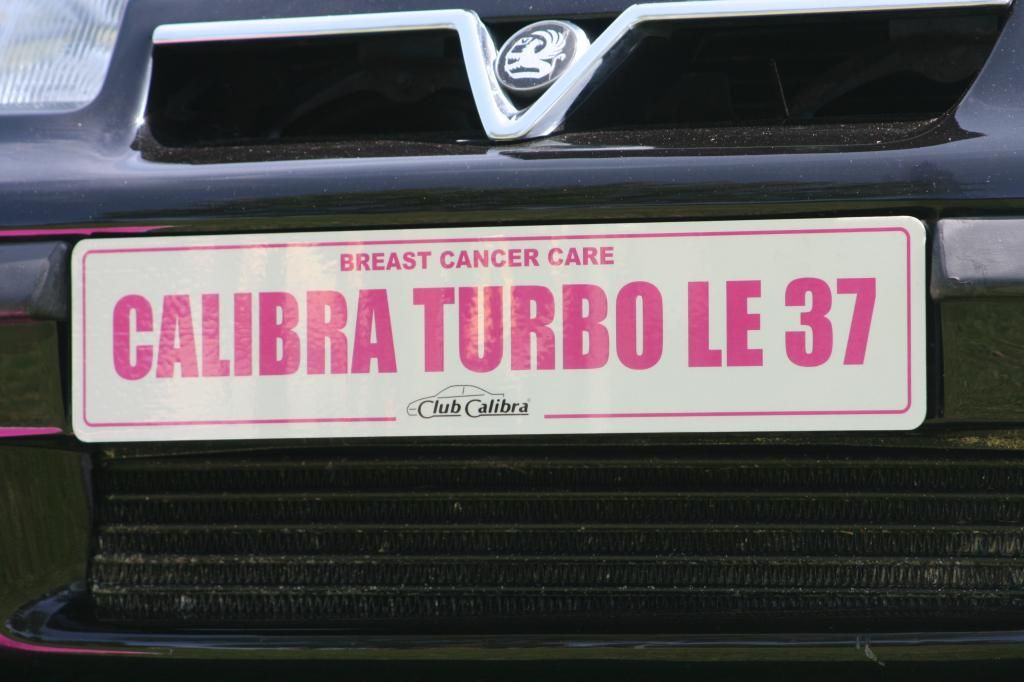 BREAST CANCER CARE
CALIBRA TURBO LE 37
Club Calibra